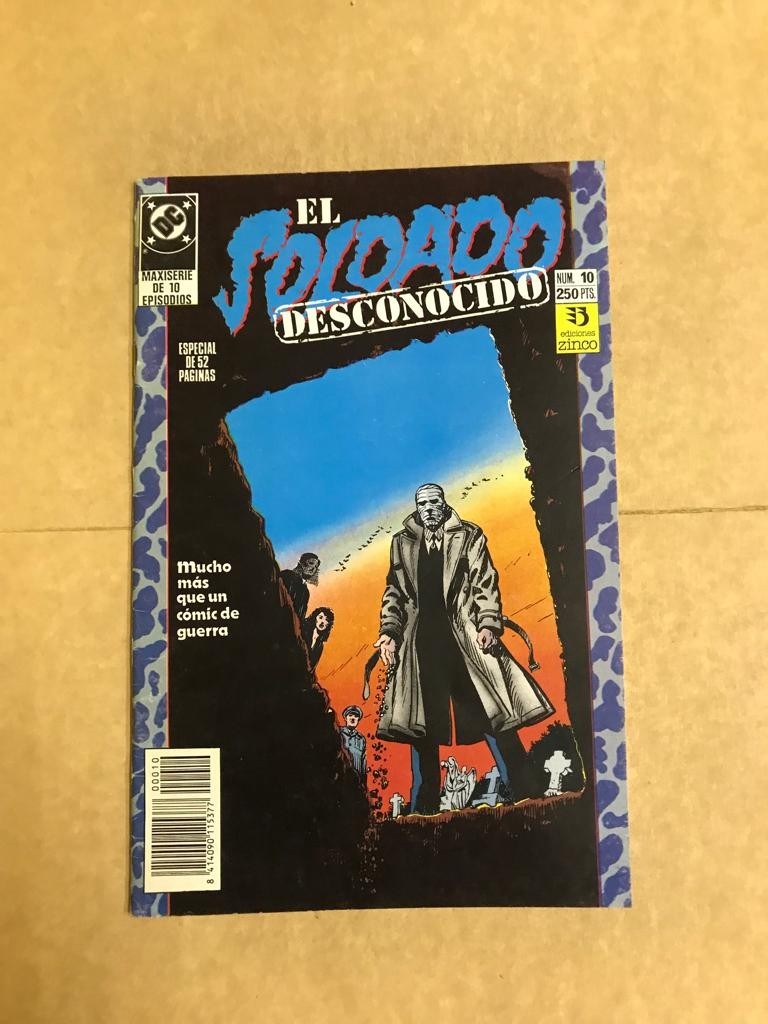 DC
MAXISERIE
DE 10
EPISODIOS
EL
SOLDADO
DESCONOCIDO
NUM. 10
250 PTS.
ediciones
zinco
ESPECIAL
DE 52
PAGINAS
Mucho
más
que un
cómic de
guerra
00010
8 414090 115377